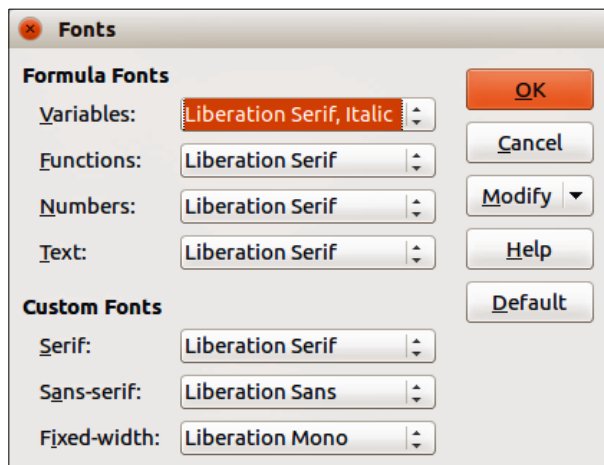 Fonts
Formula Fonts
Variables: Liberation Serif, Italic
Functions: Liberation Serif
Numbers: Liberation Serif
Text: Liberation Serif
Custom Fonts
Serif: Liberation Serif
Sans-serif: Liberation Sans
Fixed-width: Liberation Mono
OK
Cancel
Modify
Help
Default